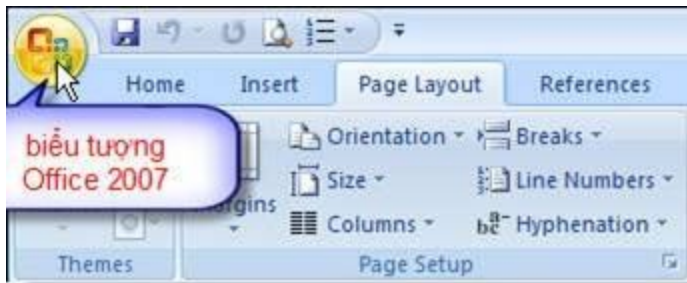 Home Insert Page Layout References
biểu tượng
Office 2007
Orientation Breaks
Size Line Numbers
Columns Hyphenation
Themes Page Setup